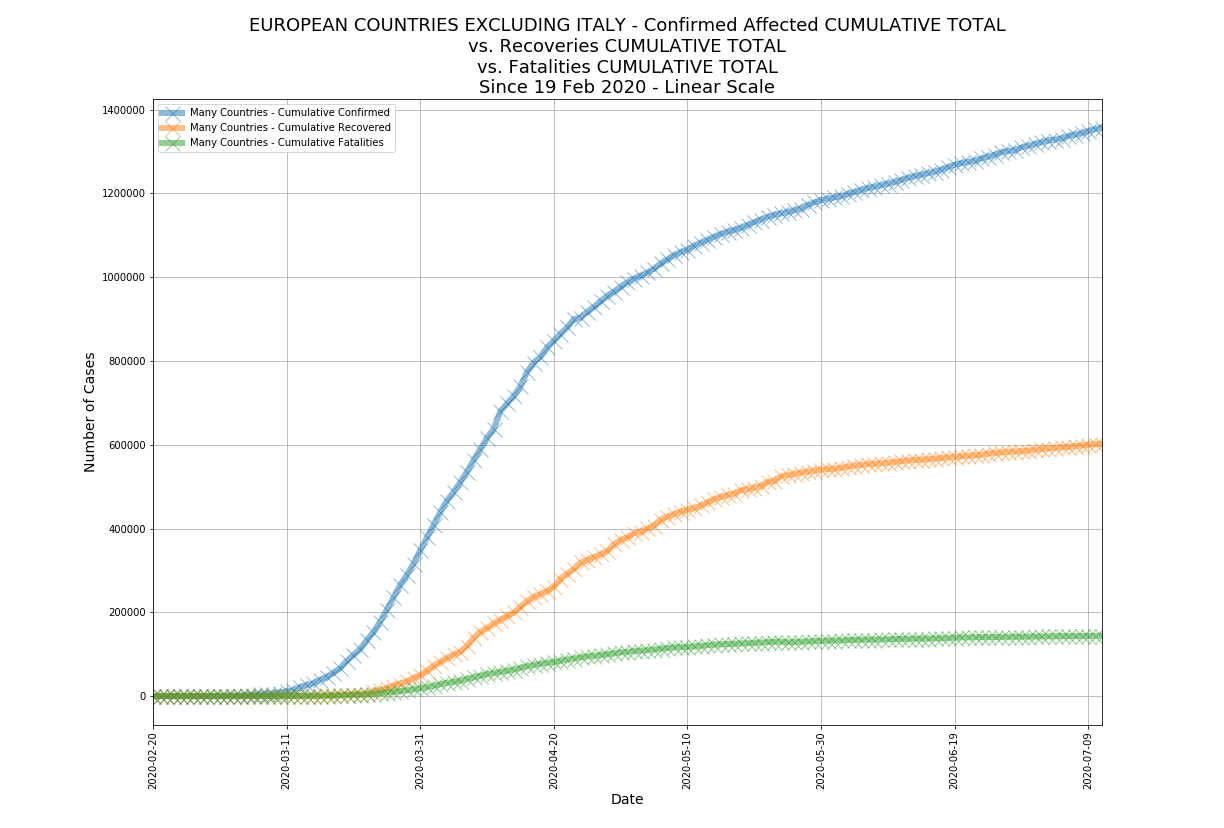 EUROPEAN COUNTRIES EXCLUDING ITALY - Confirmed Affected CUMULATIVE TOTAL
vs. Recoveries CUMULATIVE TOTAL
vs. Fatalities CUMULATIVE TOTAL
Since 19 Feb 2020 - Linear Scale
Many Countries - Cumulative Confirmed
Many Countries - Cumulative Recovered
Many Countries - Cumulative Fatalities
Number of Cases
1400000
1200000
1000000
800000
600000
400000
200000
0
2020-02-20
2020-03-11
2020-03-31
2020-04-20
2020-05-10
2020-05-30
2020-06-19
2020-07-09
Date